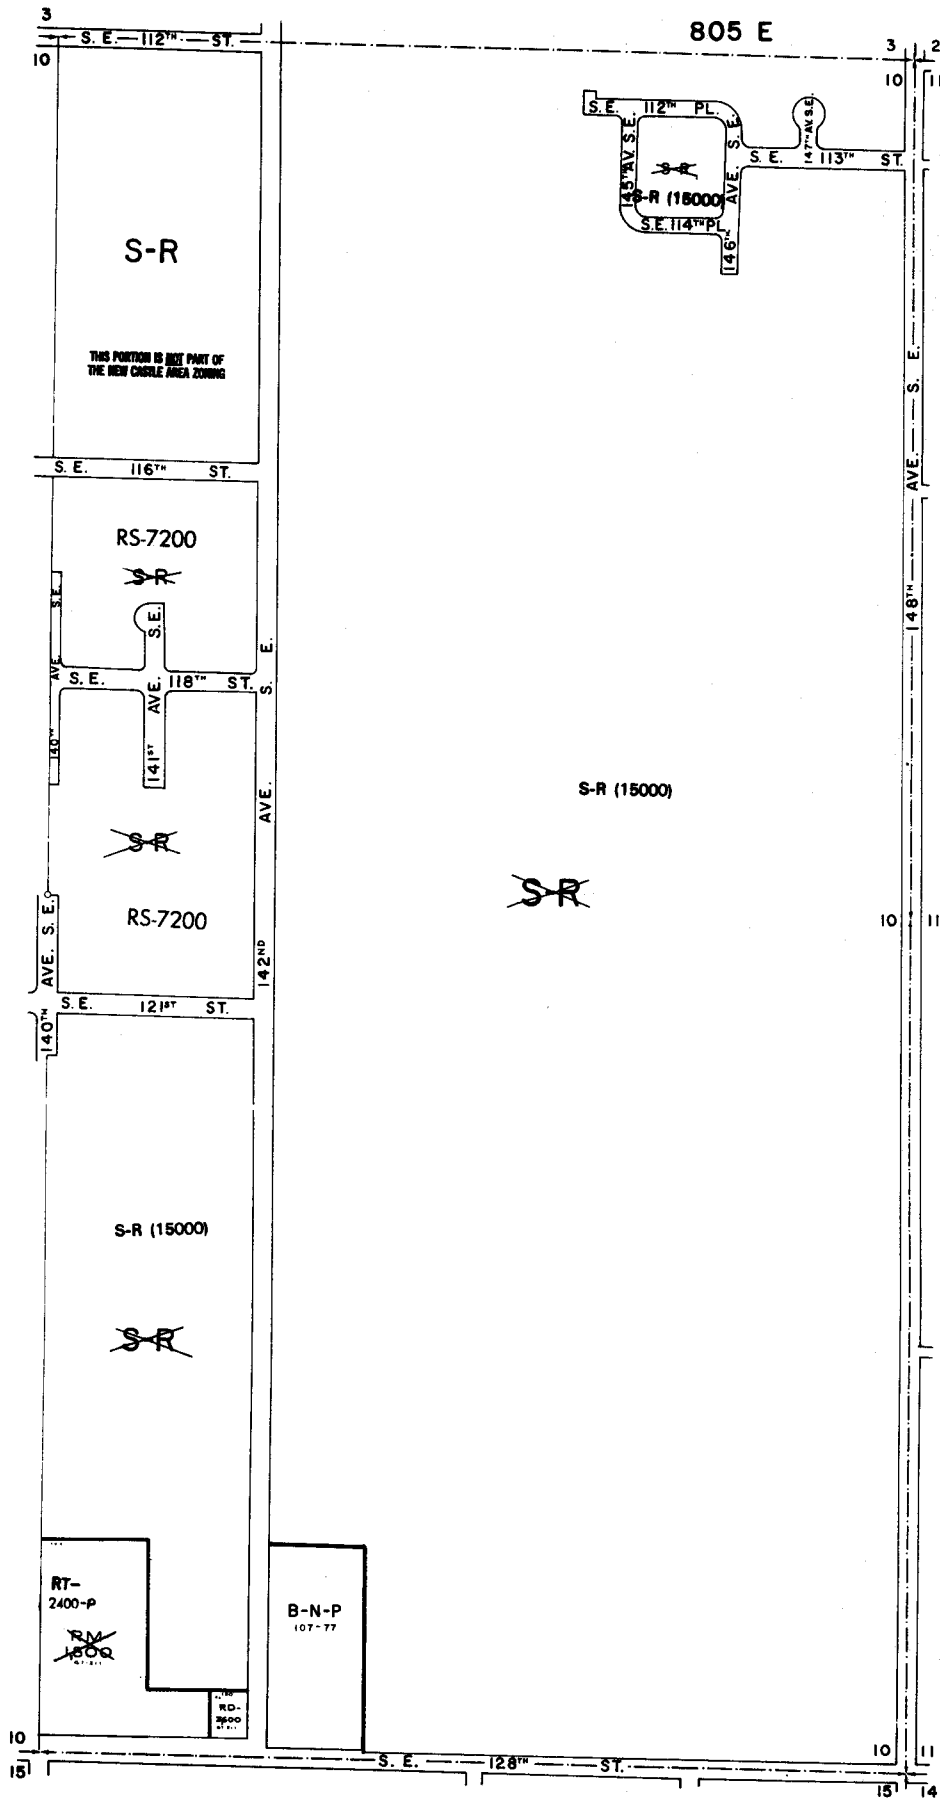 3
S. E. 112TH ST.
805 E
3 2
10
10 11
S.E. 112TH PL.
147TH AV. S.E.
145TH AV. S.E.
146TH AVE. S. E.
S. E. 113TH ST.
S-R
S-R (15000)
S.E. 114TH PL.
S-R
THIS PORTION IS NOT PART OF
THE NEW CASTLE AREA ZONING
148TH AVE. S. E.
S. E. 116TH ST.
RS-7200
S-R
140TH AVE. S.E.
141ST AVE. S.E.
S. E. 118TH ST.
142ND AVE. S. E.
S-R (15000)
S-R
S-R
RS-7200
10 11
140TH AVE. S. E.
S. E. 121ST ST.
S-R (15000)
S-R
RT-
2400-P
RM
1800
B-N-P
107-77
RD-
3600
10
15
10 11
S. E. 128TH ST.
15 14